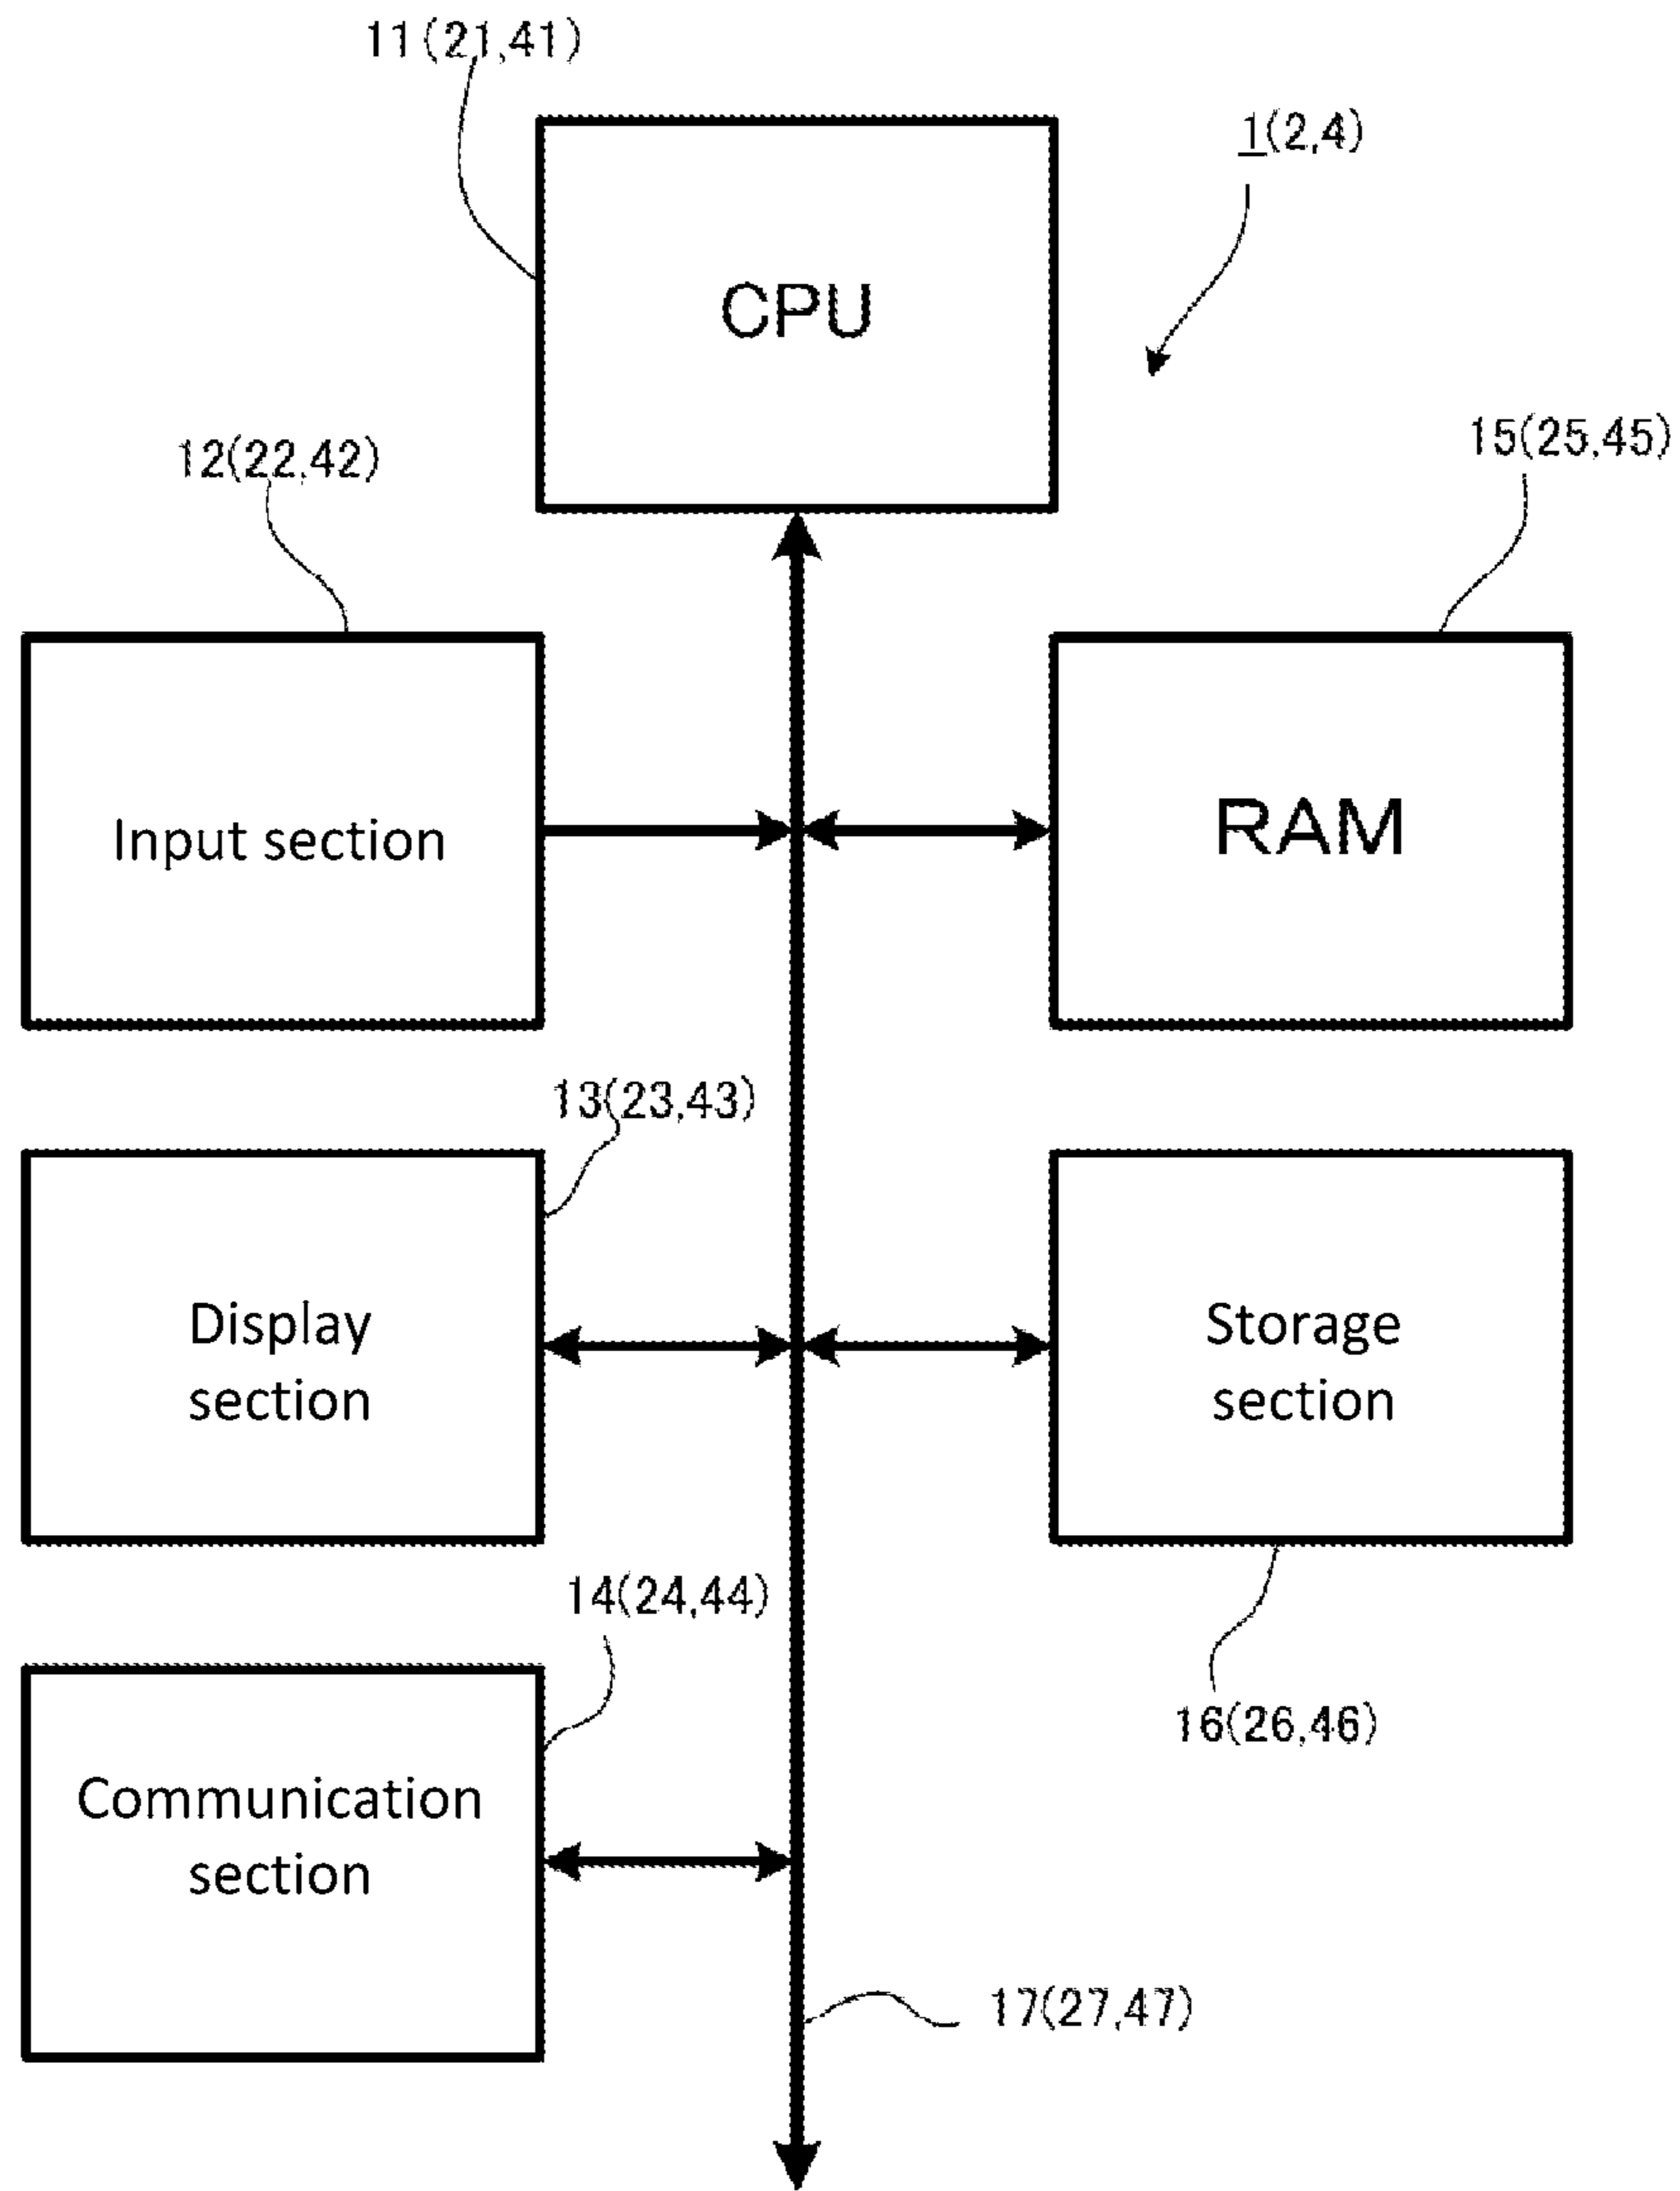 11(21,41)
1(2,4)
CPU
12(22,42)
15(25,45)
Input section
RAM
13(23,43)
Display
section
Storage
section
14(24,44)
16(26,46)
Communication
section
17(27,47)